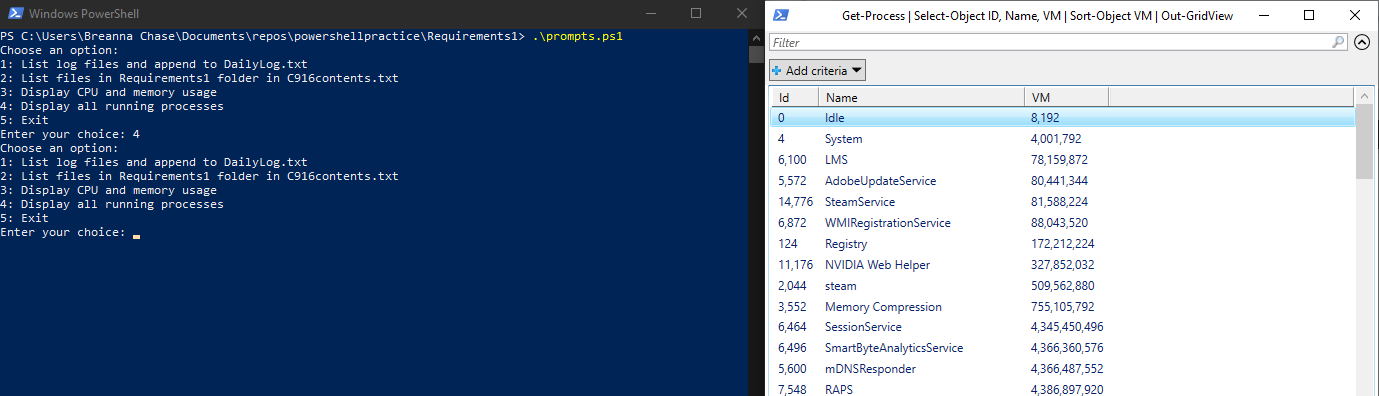 Windows PowerShell
PS C:\Users\Breanna Chase\Documents\repos\powershellpractice\Requirements1> .\prompts.ps1
Choose an option:
1: List log files and append to DailyLog.txt
2: List files in Requirements1 folder in C916contents.txt
3: Display CPU and memory usage
4: Display all running processes
5: Exit
Enter your choice: 4
Choose an option:
1: List log files and append to DailyLog.txt
2: List files in Requirements1 folder in C916contents.txt
3: Display CPU and memory usage
4: Display all running processes
5: Exit
Enter your choice:
Get-Process | Select-Object ID, Name, VM | Sort-Object VM | Out-GridView
Filter
Add criteria
Id Name VM
0 Idle 8,192
4 System 4,001,792
6,100 LMS 78,159,872
5,572 AdobeUpdateService 80,441,344
14,776 SteamService 81,588,224
6,872 WMIRegistrationService 88,043,520
124 Registry 172,212,224
11,176 NVIDIA Web Helper 327,852,032
2,044 steam 509,562,880
3,552 Memory Compression 755,105,792
6,464 SessionService 4,345,450,496
6,496 SmartByteAnalyticsService 4,366,360,576
5,600 mDNSResponder 4,366,487,552
7,548 RAPS 4,386,897,920